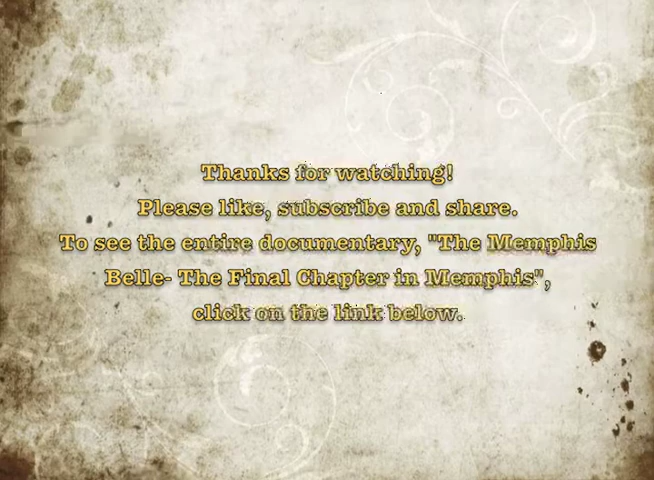 Thanks for watching!
Please like, subscribe and share.
To see the entire documentary, "The Memphis
Belle- The Final Chapter in Memphis",
click on the link below.